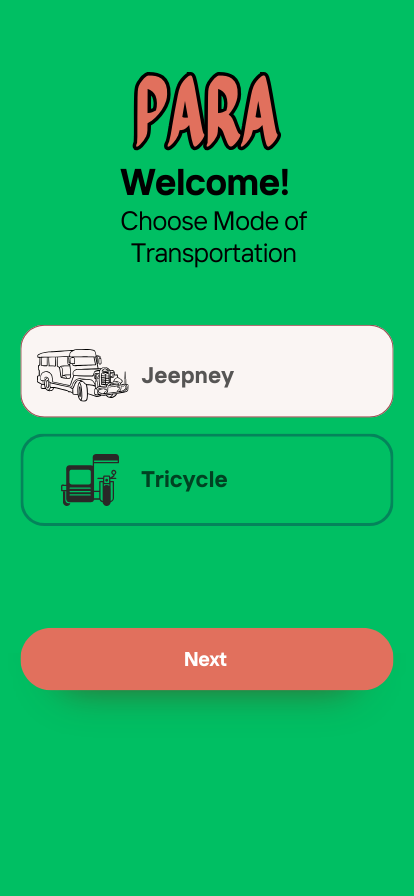 PARA
Welcome!
Choose Mode of
Transportation
Jeepney
Tricycle
Next